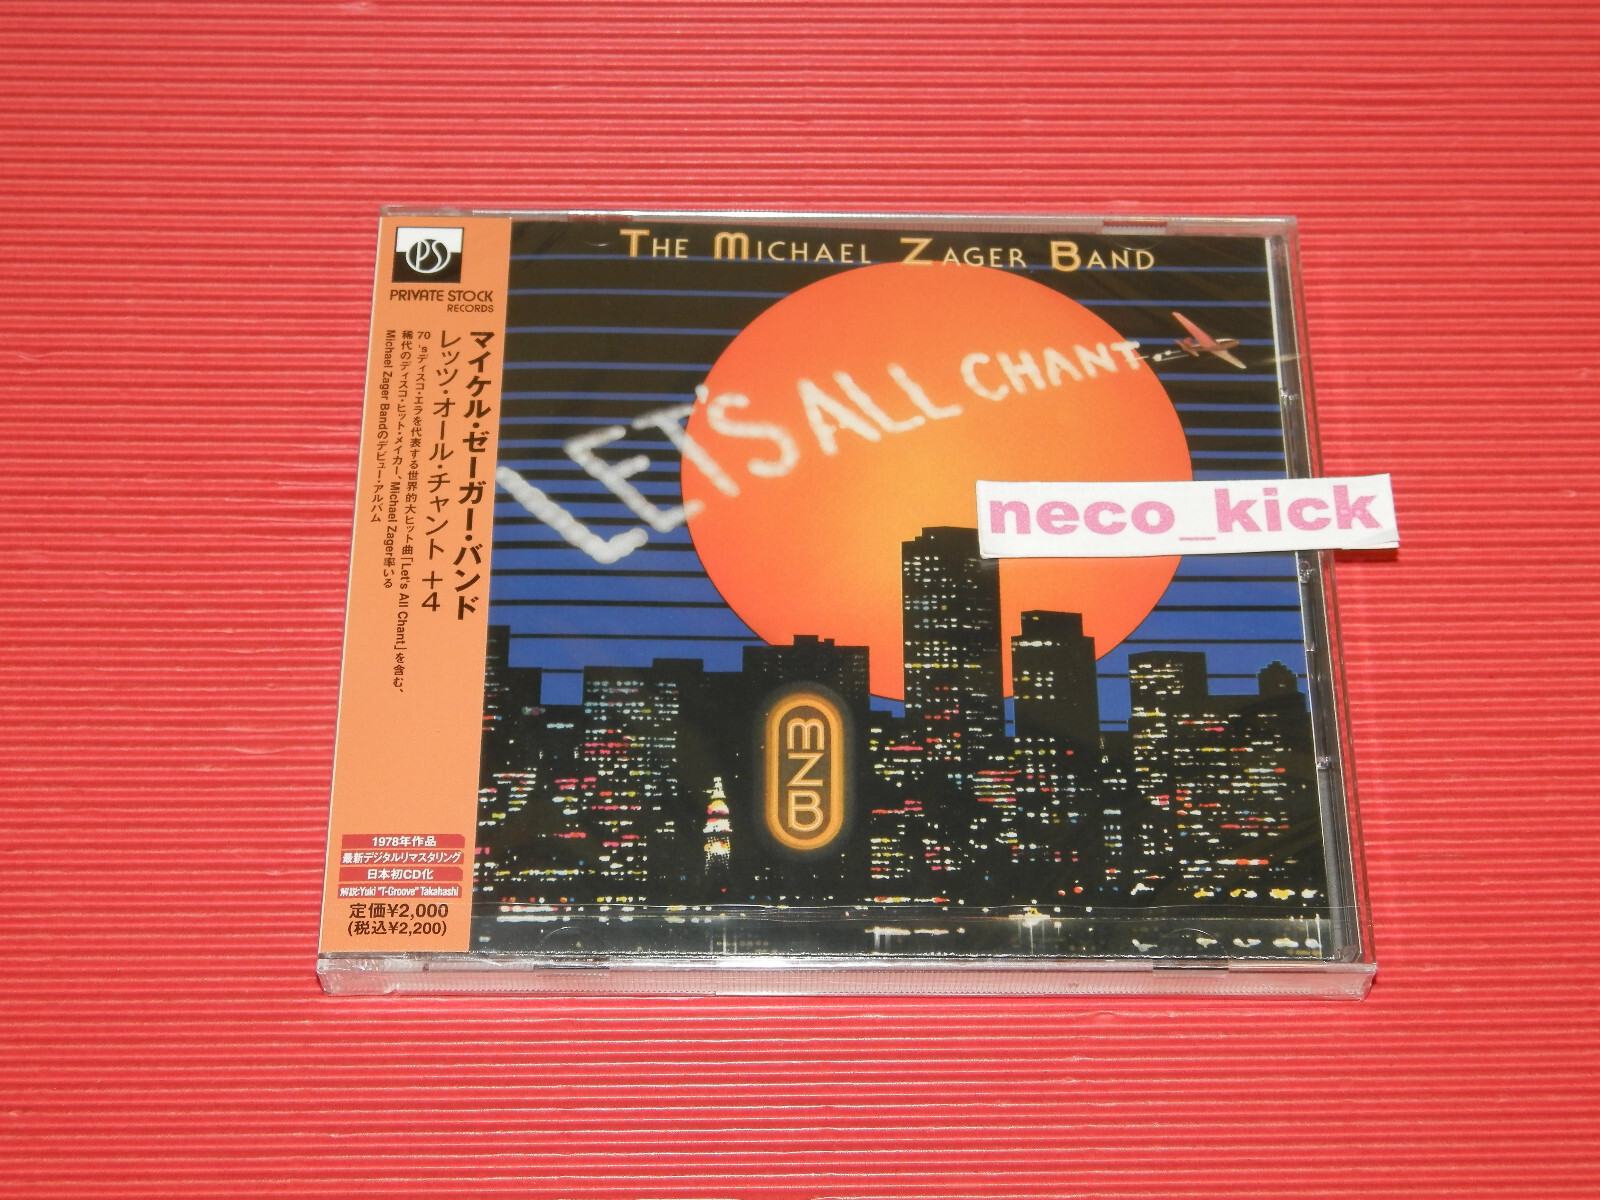 PS
PRIVATE STOCK
RECORDS
マイケル・ゼーガー・バンド
レッツ・オール・チャント +4
70'sディスコ・エラを代表する世界的大ヒット曲「Let's All Chant」を含む、
稀代のディスコ・ヒット・メイカー、Michael Zager率いる
Michael Zager Bandのデビュー・アルバム
1978年作品
最新デジタルリマスタリング
日本初CD化
解説:Yuki "T-Groove" Takahashi
定価¥2,000
(税込¥2,200)
THE MICHAEL ZAGER BAND
LET'S ALL CHANT
neco_kick
MZB